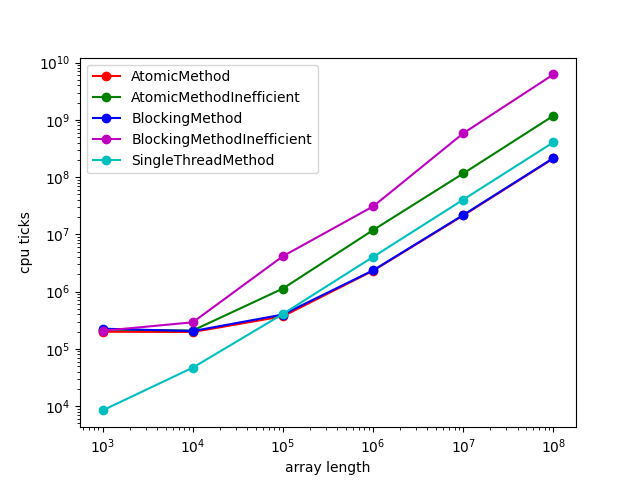 10¹⁰
10⁹
10⁸
10⁷
10⁶
10⁵
10⁴
cpu ticks
AtomicMethod
AtomicMethodInefficient
BlockingMethod
BlockingMethodInefficient
SingleThreadMethod
10³ 10⁴ 10⁵ 10⁶ 10⁷ 10⁸
array length